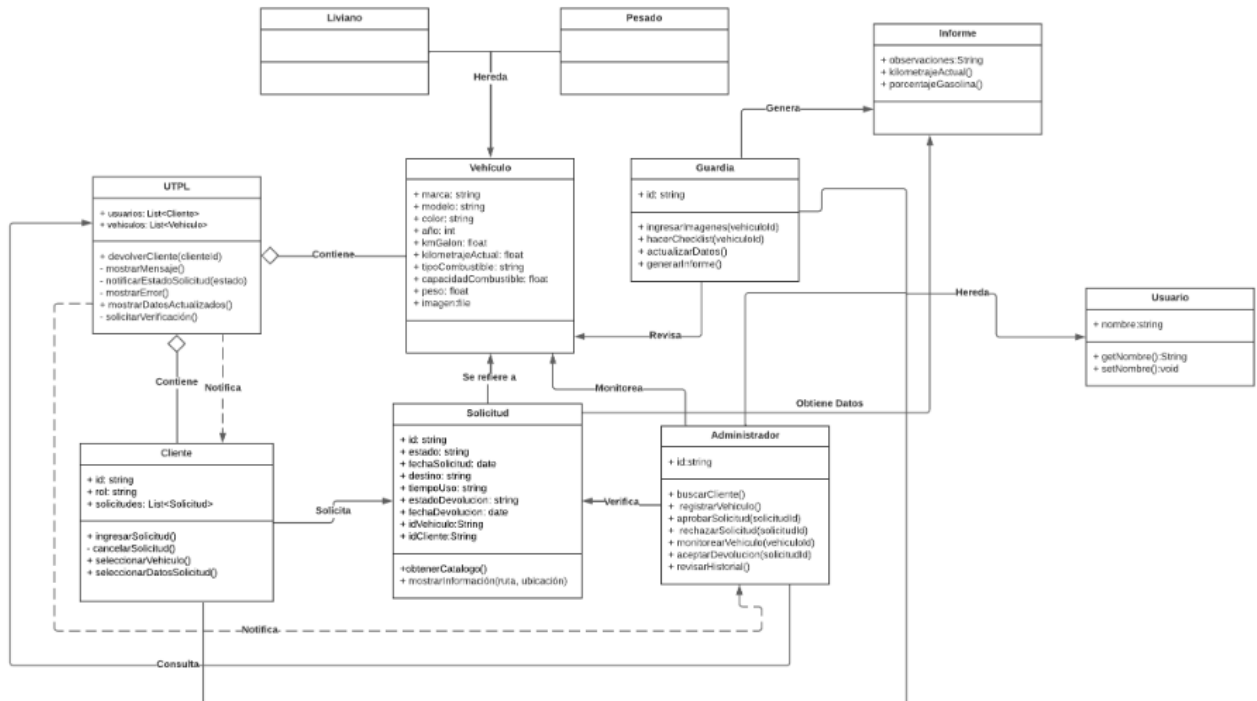 Liviano
Pesado
Hereda
Informe
+ observaciones:String
+ kilometrajeActual()
+ porcentajeGasolina()
Genera
UTPL
+ usuarios: List<Cliente>
+ vehiculos: List<Vehiculo>
+ devolverCliente(clienteId)
- mostrarMensaje()
- notificarEstadoSolicitud(estado)
- mostrarError()
+ mostrarDatosActualizados()
- solicitarVerificación()
Contiene
Vehículo
+ marca: string
+ modelo: string
+ color: string
+ año: int
+ kmGalon: float
+ kilometrajeActual: float
+ tipoCombustible: string
+ capacidadCombustible: float
+ peso: float
+ imagen:file
Guardia
+ id: string
+ ingresarImagenes(vehiculoId)
+ hacerChecklist(vehiculoId)
+ actualizarDatos()
+ generarInforme()
Hereda
Usuario
+ nombre:string
+ getNombre():String
+ setNombre():void
Revisa
Contiene
Notifica
Se refiere a
Monitorea
Obtiene Datos
Cliente
+ id: string
+ rol: string
+ solicitudes: List<Solicitud>
+ ingresarSolicitud()
- cancelarSolicitud()
+ seleccionarVehiculo()
+ seleccionarDatosSolicitud()
Solicita
Solicitud
+ id: string
+ estado: string
+ fechaSolicitud: date
+ destino: string
+ tiempoUso: string
+ estadoDevolucion: string
+ fechaDevolucion: date
+ idVehiculo:String
+ idCliente:String
+obtenerCatalogo()
+ mostrarInformación(ruta, ubicación)
Verifica
Administrador
+ id:string
+ buscarCliente()
+ registrarVehiculo()
+ aprobarSolicitud(solicitudId)
+ rechazarSolicitud(solicitudId)
+ monitorearVehiculo(vehiculoId)
+ aceptarDevolucion(solicitudId)
+ revisarHistorial()
Notifica
Consulta